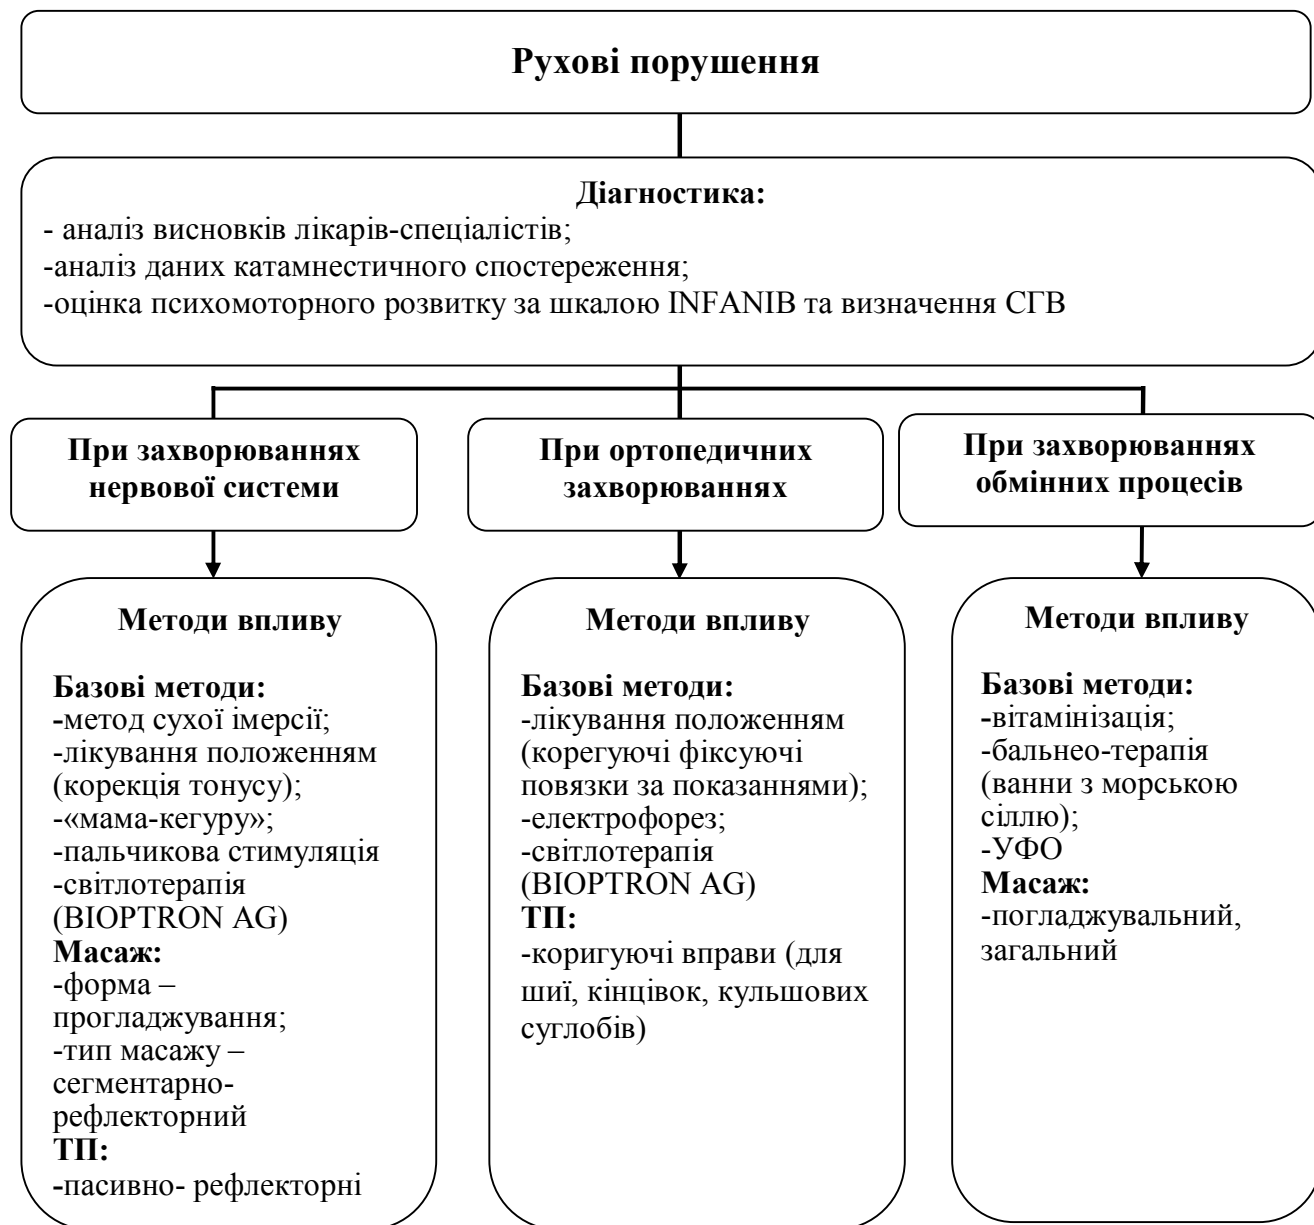 Рухові порушення
Діагностика:
- аналіз висновків лікарів-спеціалістів;
-аналіз даних катамнестичного спостереження;
-оцінка психомоторного розвитку за шкалою INFANIB та визначення СГВ
При захворюваннях
нервової системи
При ортопедичних
захворюваннях
При захворюваннях
обмінних процесів
Методи впливу
Базові методи:
-метод сухої імерсії;
-лікування положенням
(корекція тонусу);
-«мама-кегуру»;
-пальчикова стимуляція
-світлотерапія
(BIOPTRON AG)
Масаж:
-форма –
прогладжування;
-тип масажу –
сегментарно-
рефлекторний
ТП:
-пасивно- рефлекторні
Методи впливу
Базові методи:
-лікування положенням
(корегуючі фіксуючі
повязки за показаннями);
-електрофорез;
-світлотерапія
(BIOPTRON AG)
ТП:
-коригуючі вправи (для
шиї, кінцівок, кульшових
суглобів)
Методи впливу
Базові методи:
-вітамінізація;
-бальнео-терапія
(ванни з морською
сіллю);
-УФО
Масаж:
-погладжувальний,
загальний